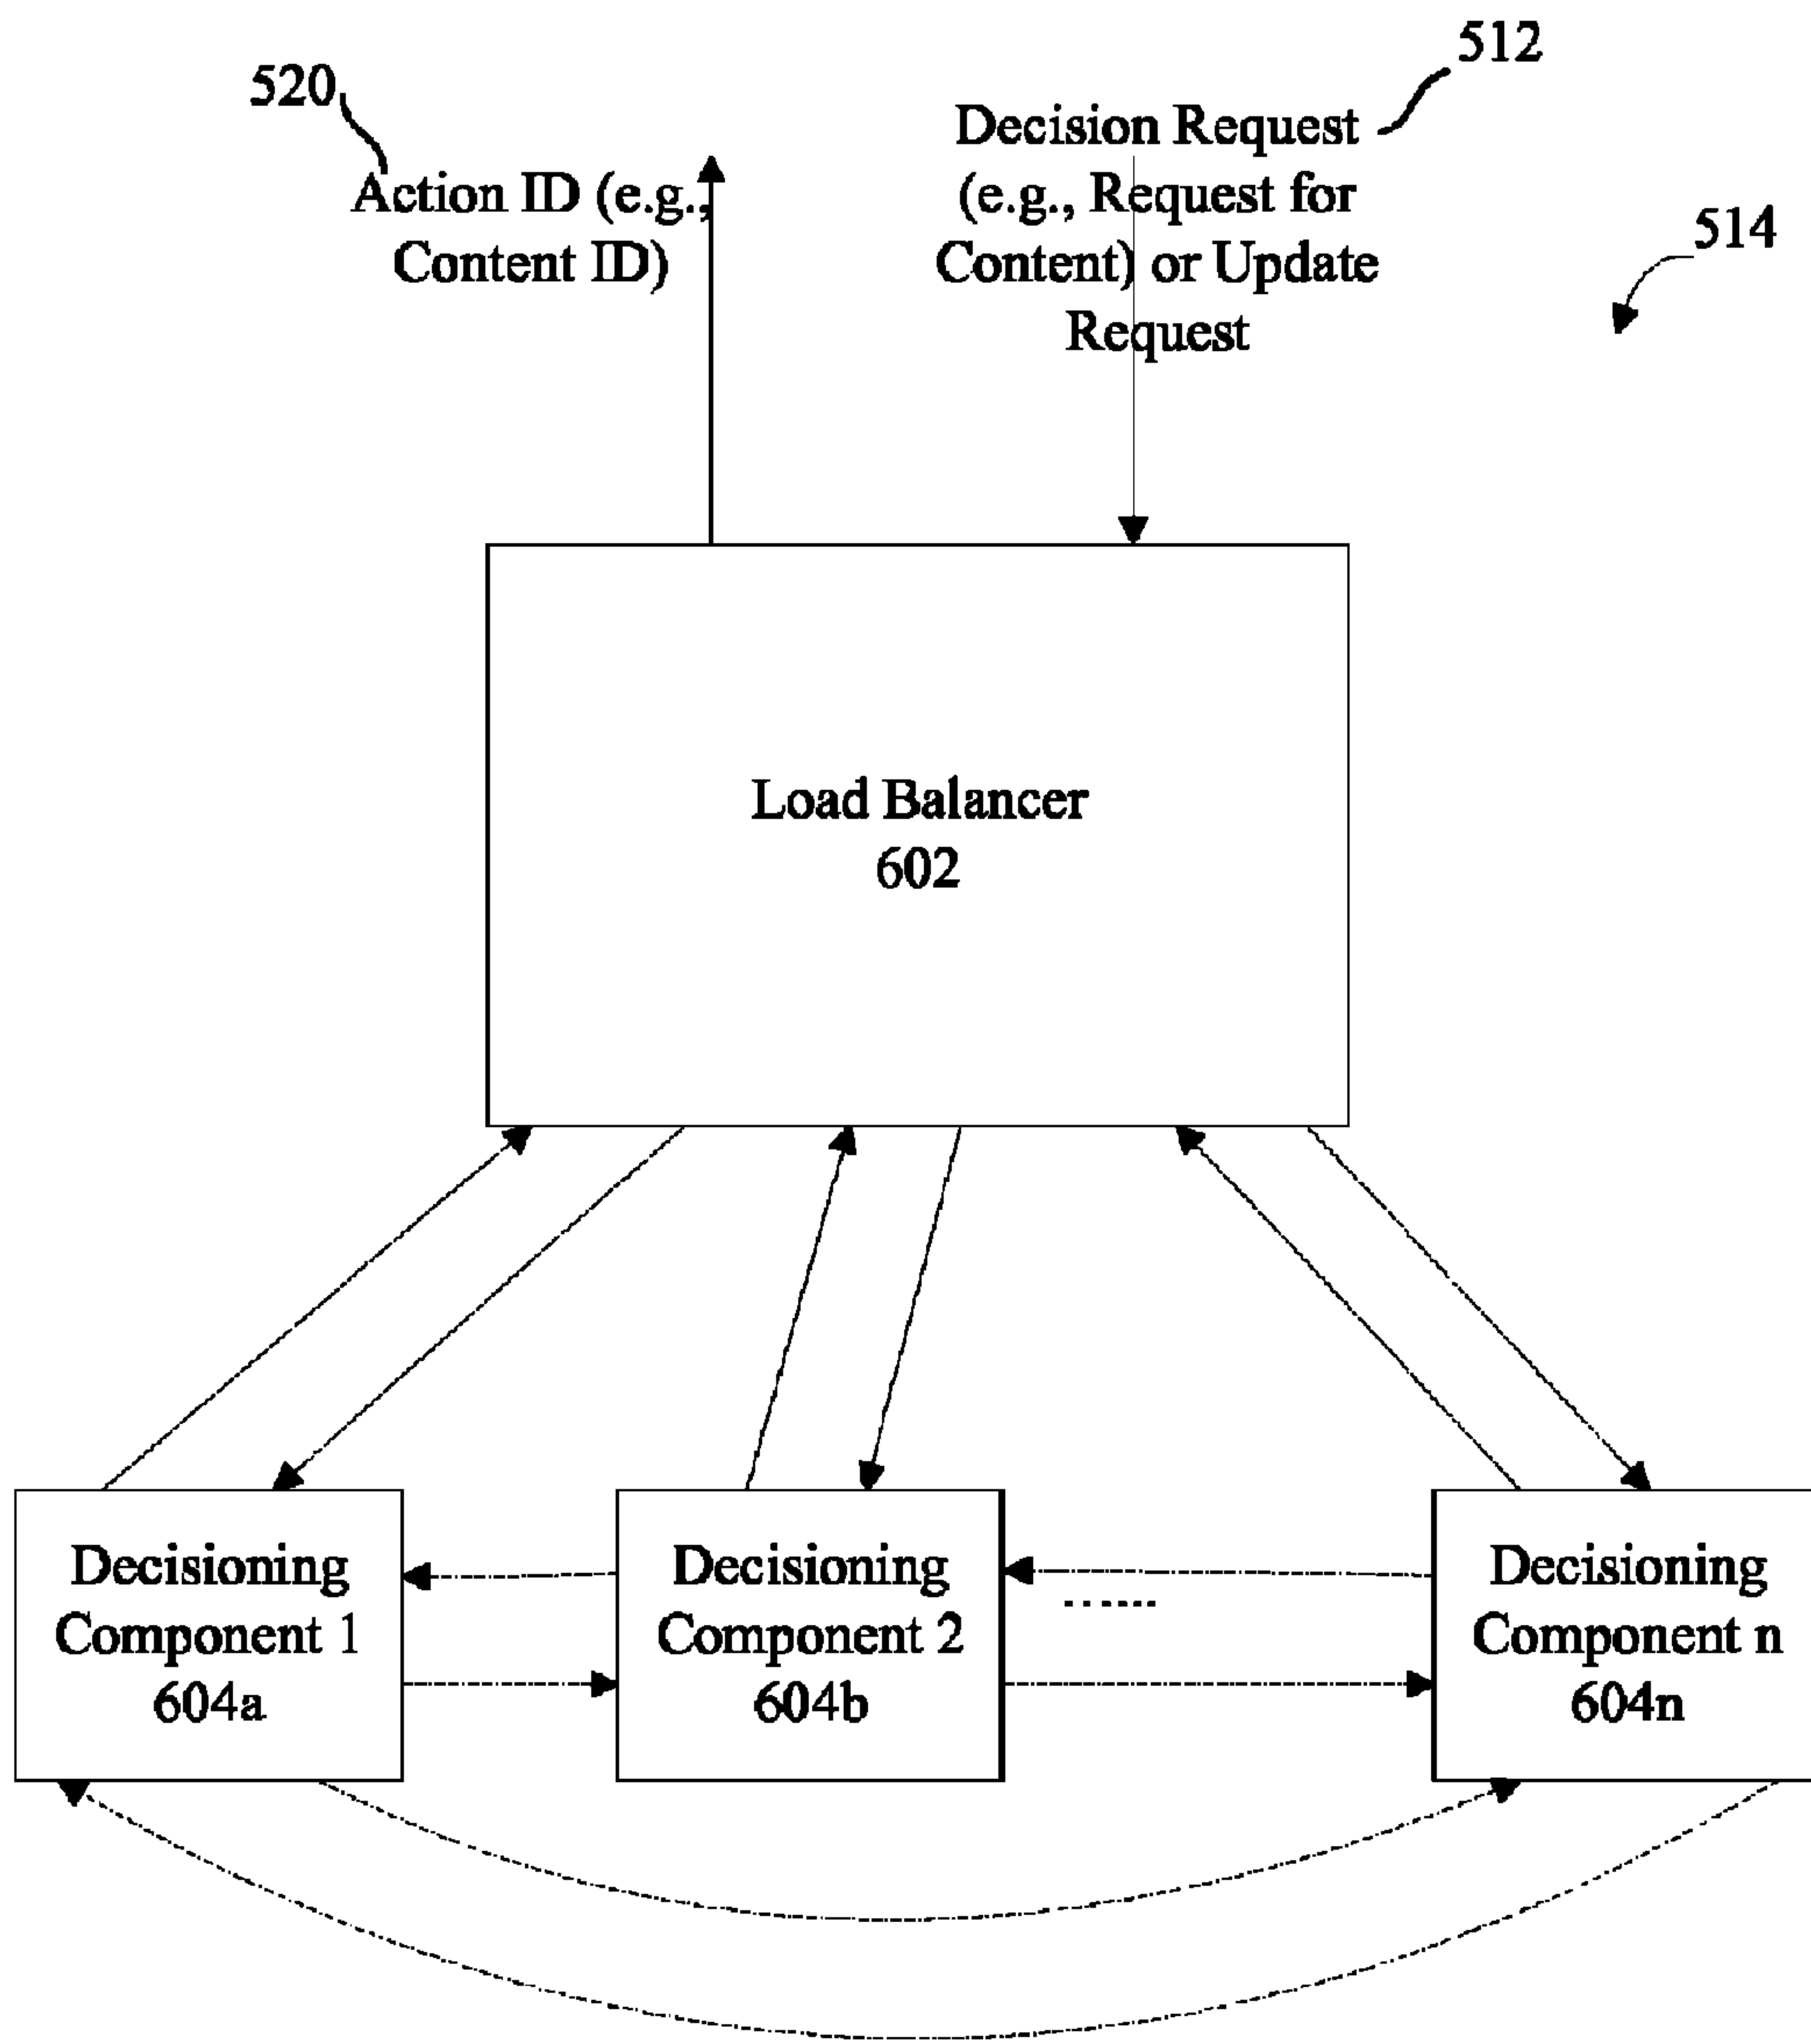 512
520
Decision Request
(e.g., Request for
Content) or Update
Request
Action ID (e.g.,
Content ID)
514
Load Balancer
602
Decisioning
Component 1
604a
Decisioning
Component 2
604b
......
Decisioning
Component n
604n